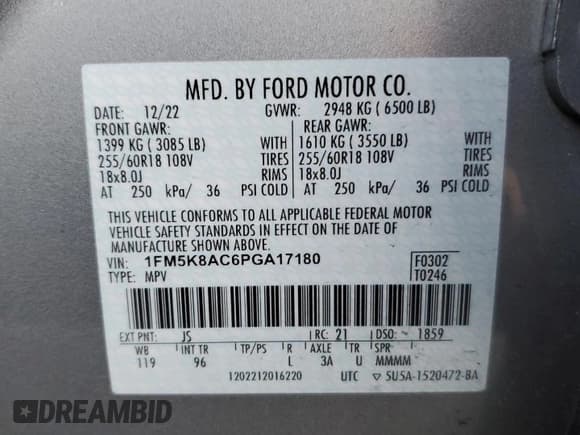 MFD. BY FORD MOTOR CO.
DATE: 12/22 GVWR: 2948 KG (6500 LB)
FRONT GAWR: REAR GAWR:
1399 KG (3085 LB) WITH 1610 KG (3550 LB) WITH
255/60R18 108V TIRES 255/60R18 108V TIRES
18x8.0J RIMS 18x8.0J RIMS
AT 250 kPa/ 36 PSI COLD AT 250 kPa/ 36 PSI COLD
THIS VEHICLE CONFORMS TO ALL APPLICABLE FEDERAL MOTOR
VEHICLE SAFETY STANDARDS IN EFFECT ON THE DATE OF
MANUFACTURE SHOWN ABOVE.
VIN: 1FM5K8AC6PGA17180 F0302
TYPE: MPV T0246
EXT PNT: JS RC: 21 DSO: 1859
WB INT TR TP/PS R AXLE TR SPR
119 96 L 3A U MMMM
1202212016220 UTC ▽ SU5A-1520472-BA
DREAMBID